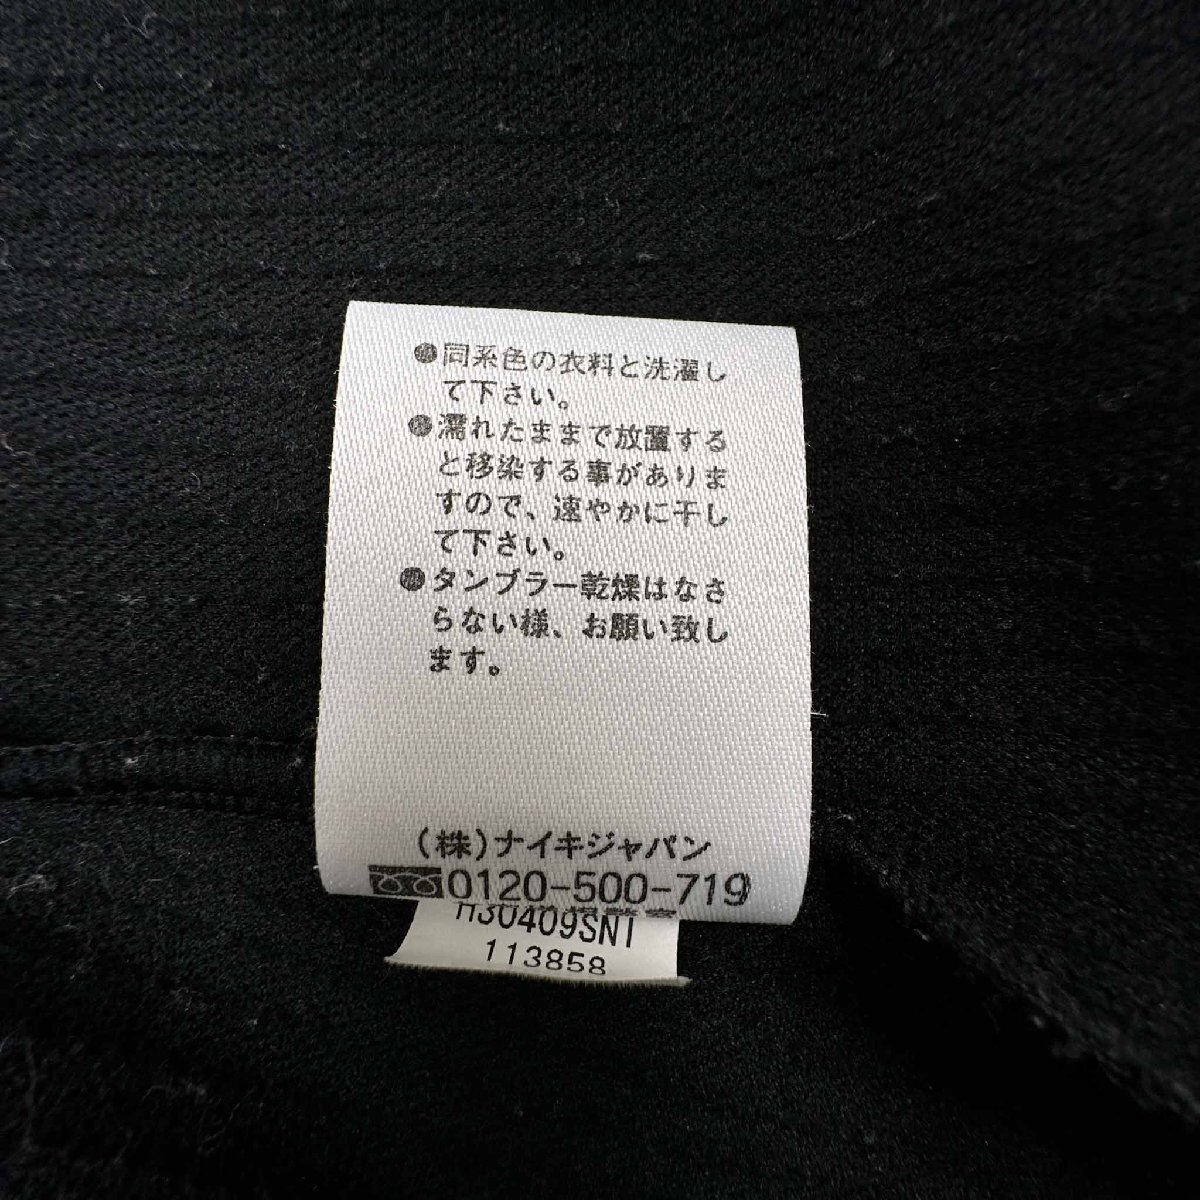 ●同系色の衣料と洗濯し
て下さい。
●濡れたままで放置する
と移染する事がありま
すので、速やかに干し
て下さい。
●タンブラー乾燥はなさ
らない様、お願い致し
ます。
(株)ナイキジャパン
0120-500-719
H30409SNT
113858